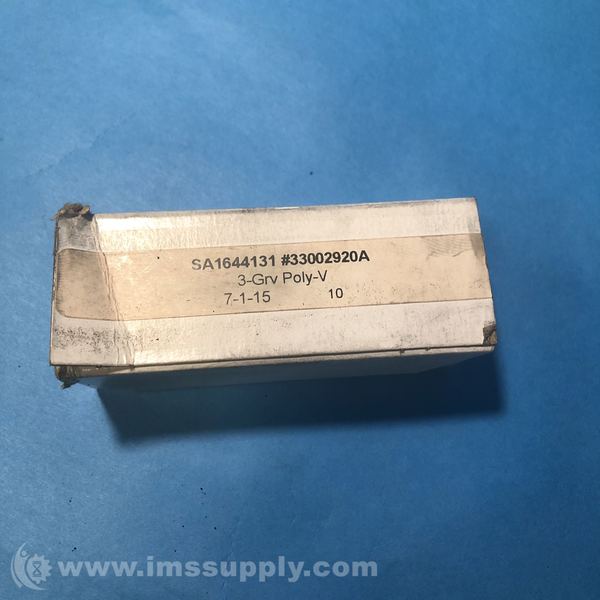 SA1644131 #33002920A
3-Grv Poly-V
7-1-15 10
www.imssupply.com